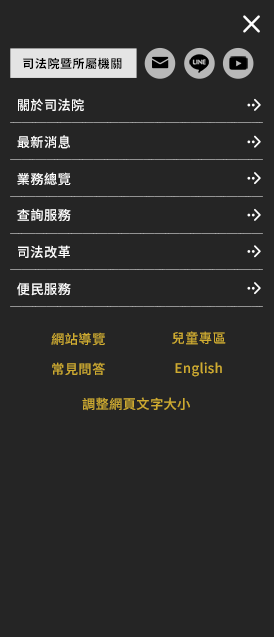 司法院暨所屬機關
LINE
關於司法院
最新消息
業務總覽
查詢服務
司法改革
便民服務
網站導覽 兒童專區
常見問答 English
調整網頁文字大小